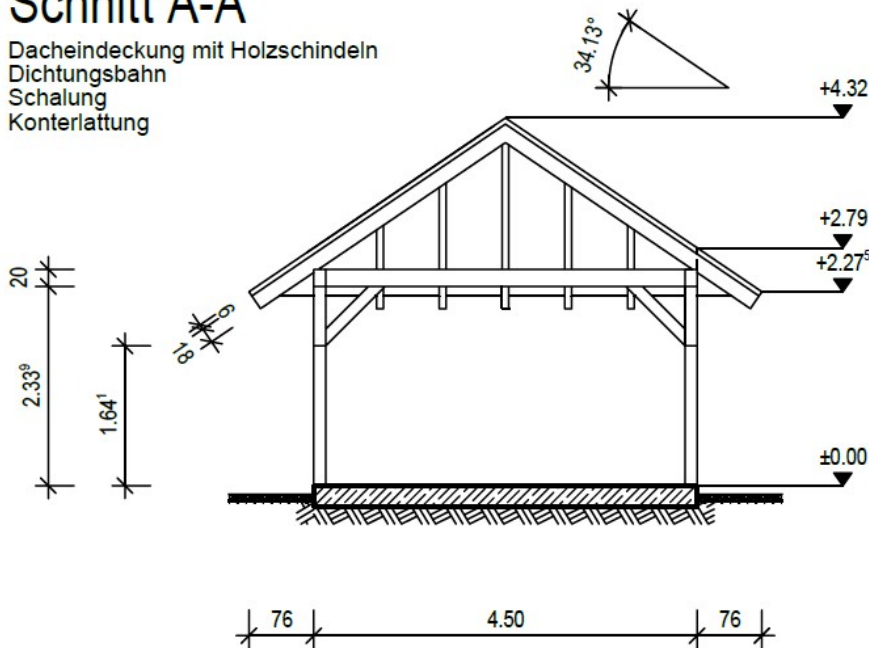 Schnitt A-A
Dacheindeckung mit Holzschindeln
Dichtungsbahn
Schalung
Konterlattung
34.13°
+4.32
+2.79
+2.27⁵
20
6
18
2.33⁹
1.64¹
±0.00
76 4.50 76